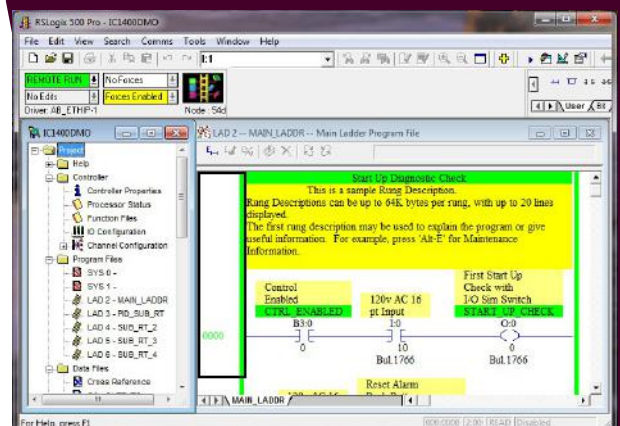 RSLogix 500 Pro - IC1400DMO
File Edit View Search Comms Tools Window Help
I:1
REMOTE RUN No Forces
No Edits Forces Enabled
Driver: AB_ETHIP-1 Node : 54d
User Bit
IC1400DMO
LAD 2 -- MAIN_LADDR -- Main Ladder Program File
Project
Help
Controller
Controller Properties
Processor Status
Function Files
IO Configuration
Channel Configuration
Program Files
SYS 0 -
SYS 1 -
LAD 2 - MAIN_LADDR
LAD 3 - PID_SUB_RT
LAD 4 - SUB_RT_2
LAD 5 - SUB_RT_3
LAD 6 - SUB_RT_4
Data Files
Cross Reference
Start Up Diagnostic Check
This is a sample Rung Description.
Rung Descriptions can be up to 64K bytes per rung, with up to 20 lines
displayed.
The first rung description may be used to explain the program or give
useful information. For example, press 'Alt-E' for Maintenance
Information.
First Start Up
Control Check with
Enabled 120v AC 16 I/O Sim Switch
CTRL_ENABLED pt Input START_UP_CHECK
B3:0 I:0 O:0
0000
0 10 0
Bul.1766 Bul.1766
Reset Alarm
MAIN_LADDR
For Help, press F1
2:00 READ Disabled